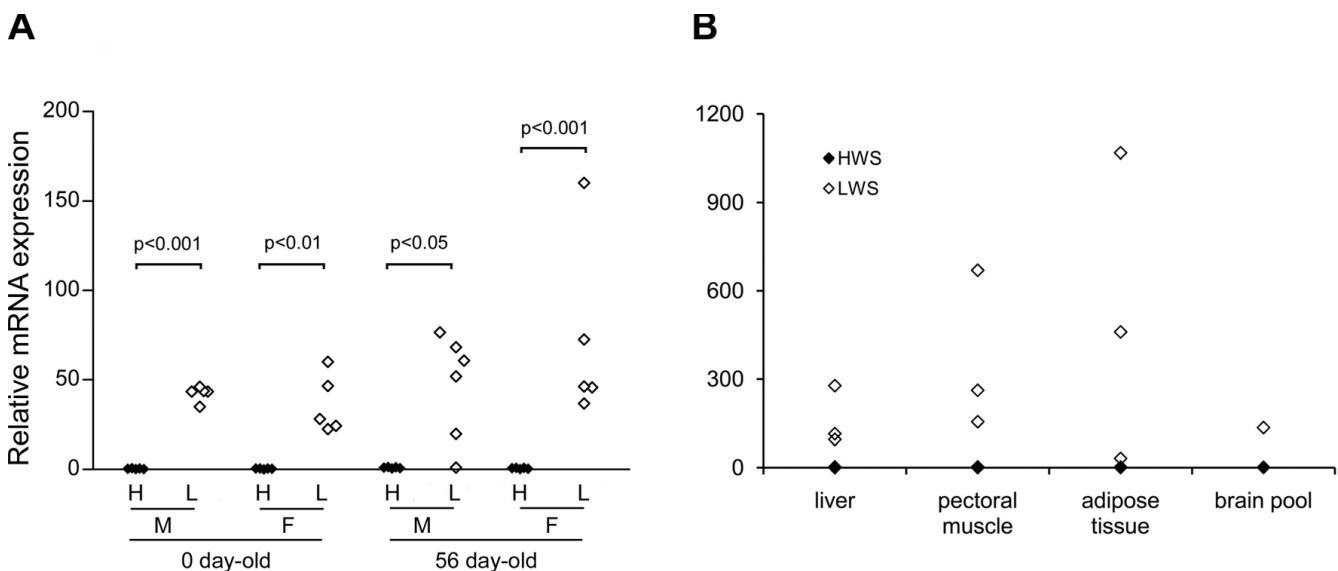 A
Relative mRNA expression
200
150
100
50
0
p<0.001
p<0.01
p<0.05
p<0.001
H L H L H L H L
M F M F
0 day-old 56 day-old
B
1200
900
600
300
0
HWS
LWS
liver pectoral muscle adipose tissue brain pool